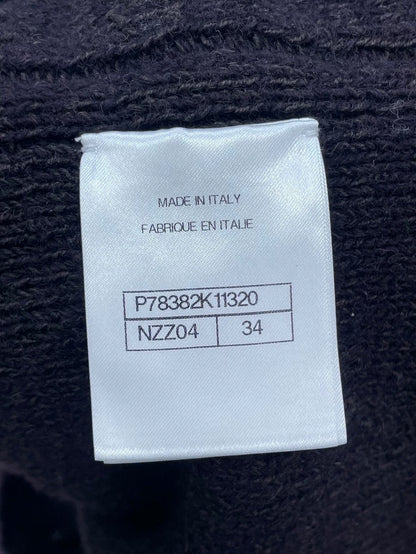 MADE IN ITALY
FABRIQUE EN ITALIE
P78382K11320
NZZ04 34